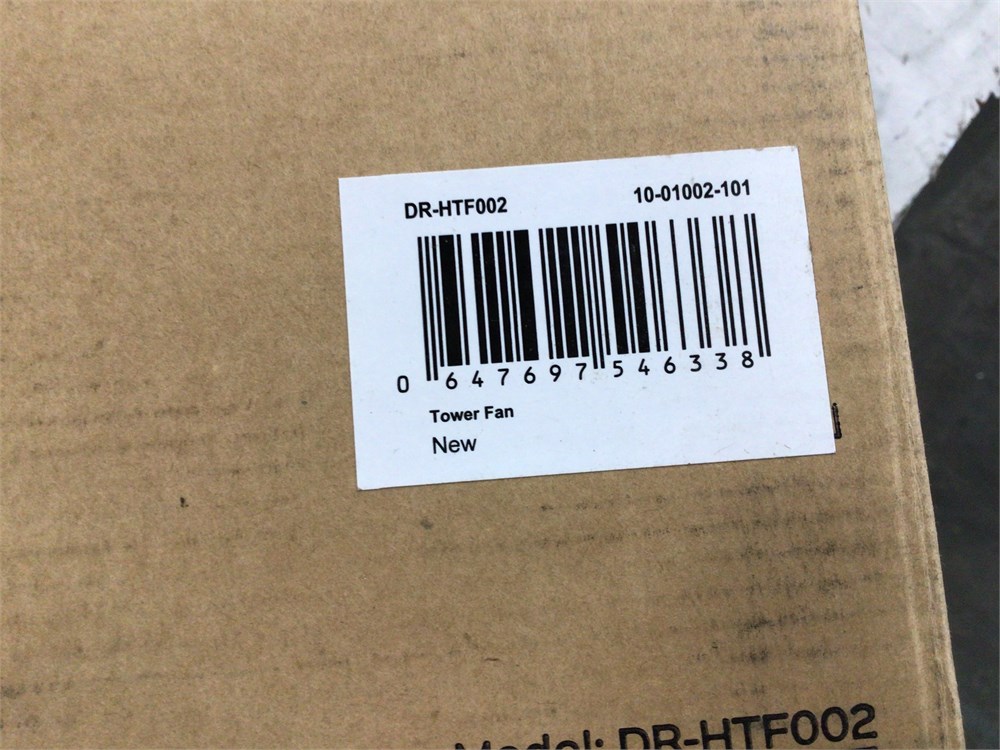 DR-HTF002 10-01002-101
0 647697 546338
Tower Fan
New
Model: DR-HTF002